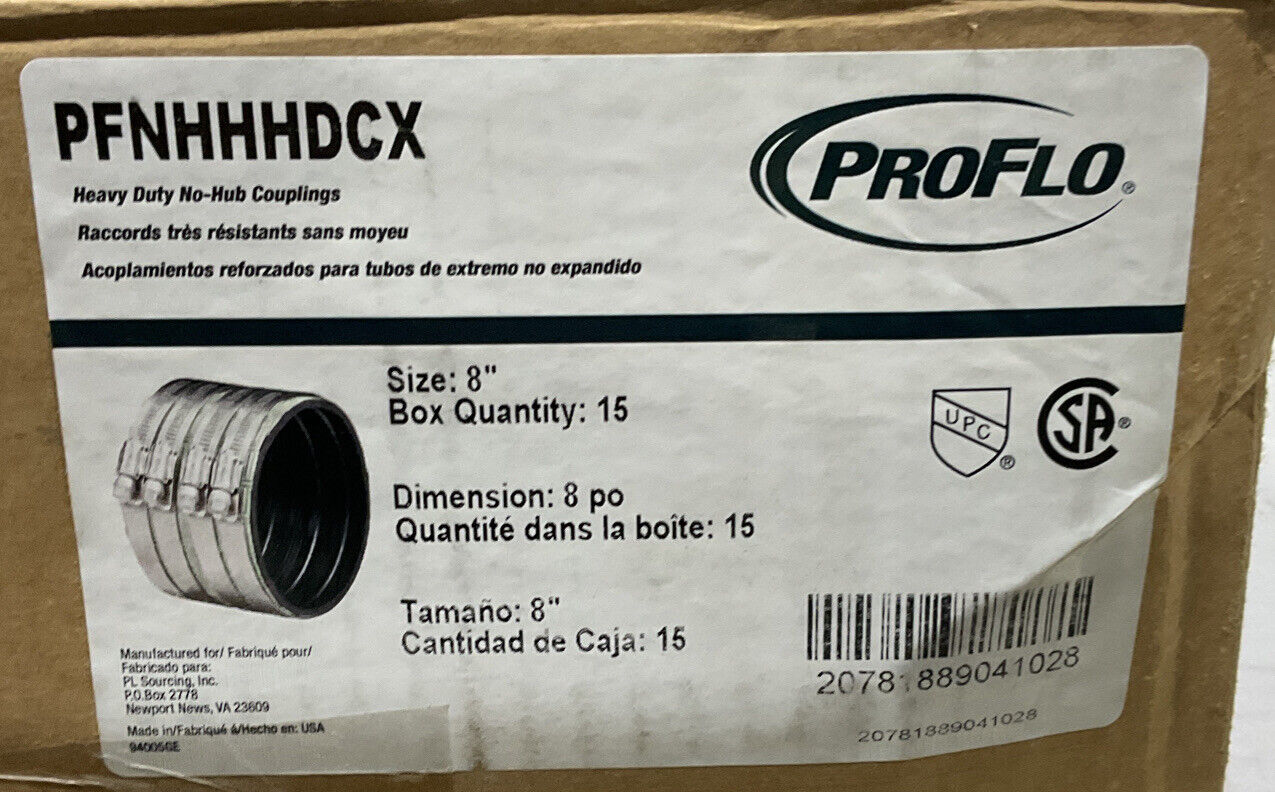 PFNHHHDCX
PROFLO®
Heavy Duty No-Hub Couplings
Raccords très résistants sans moyeu
Acoplamientos reforzados para tubos de extremo no expandido
Size: 8"
Box Quantity: 15
UPC®
SA®
Dimension: 8 po
Quantité dans la boîte: 15
Tamaño: 8"
Cantidad de Caja: 15
Manufactured for/ Fabriqué pour/
Fabricado para:
PL Sourcing, Inc.
P.O.Box 2778
Newport News, VA 23609
Made in/Fabriqué à/Hecho en: USA
20781889041028
20781889041028